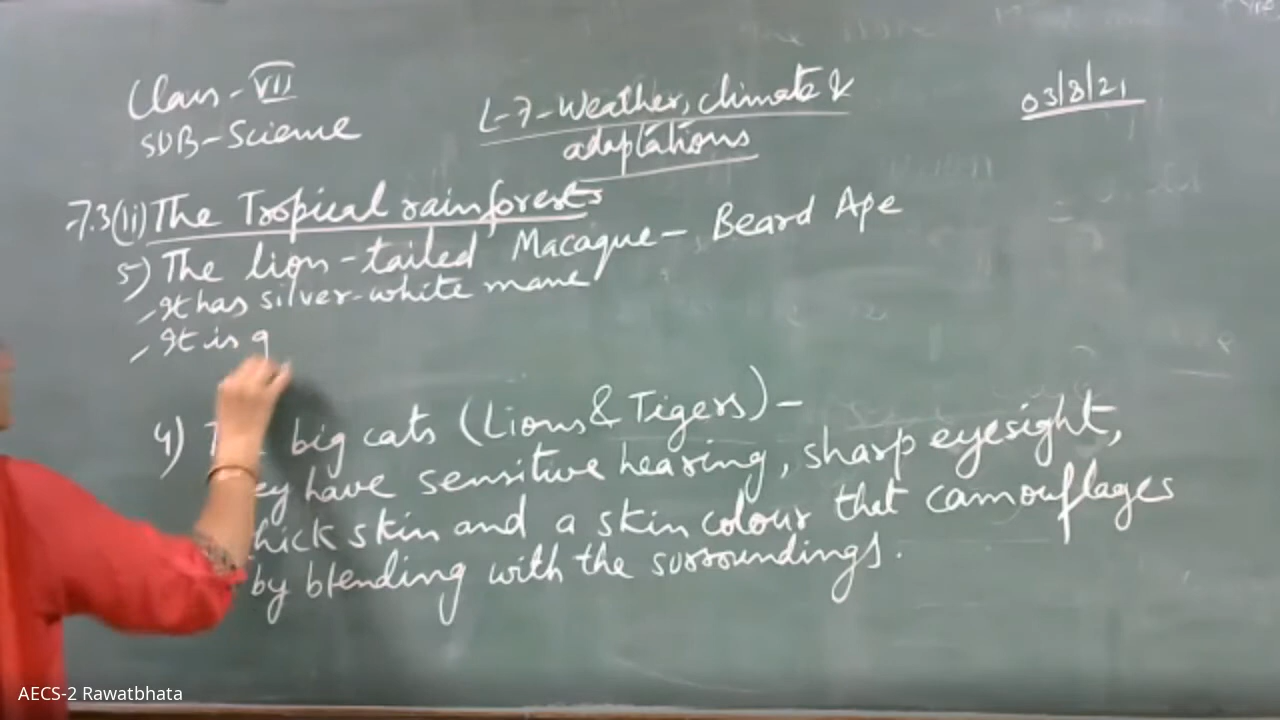 Class - VII
SUB - Science
L-7 - Weather, climate &
adaptations
03/8/21
7.3(ii) The Tropical rainforests
5) The lion-tailed Macaque - Beard Ape
It has silver-white mane
It is g
4) big cats (Lions & Tigers) -
ey have sensitive hearing, sharp eyesight,
hick skin and a skin colour that camouflages
by blending with the surroundings.
AECS-2 Rawatbhata